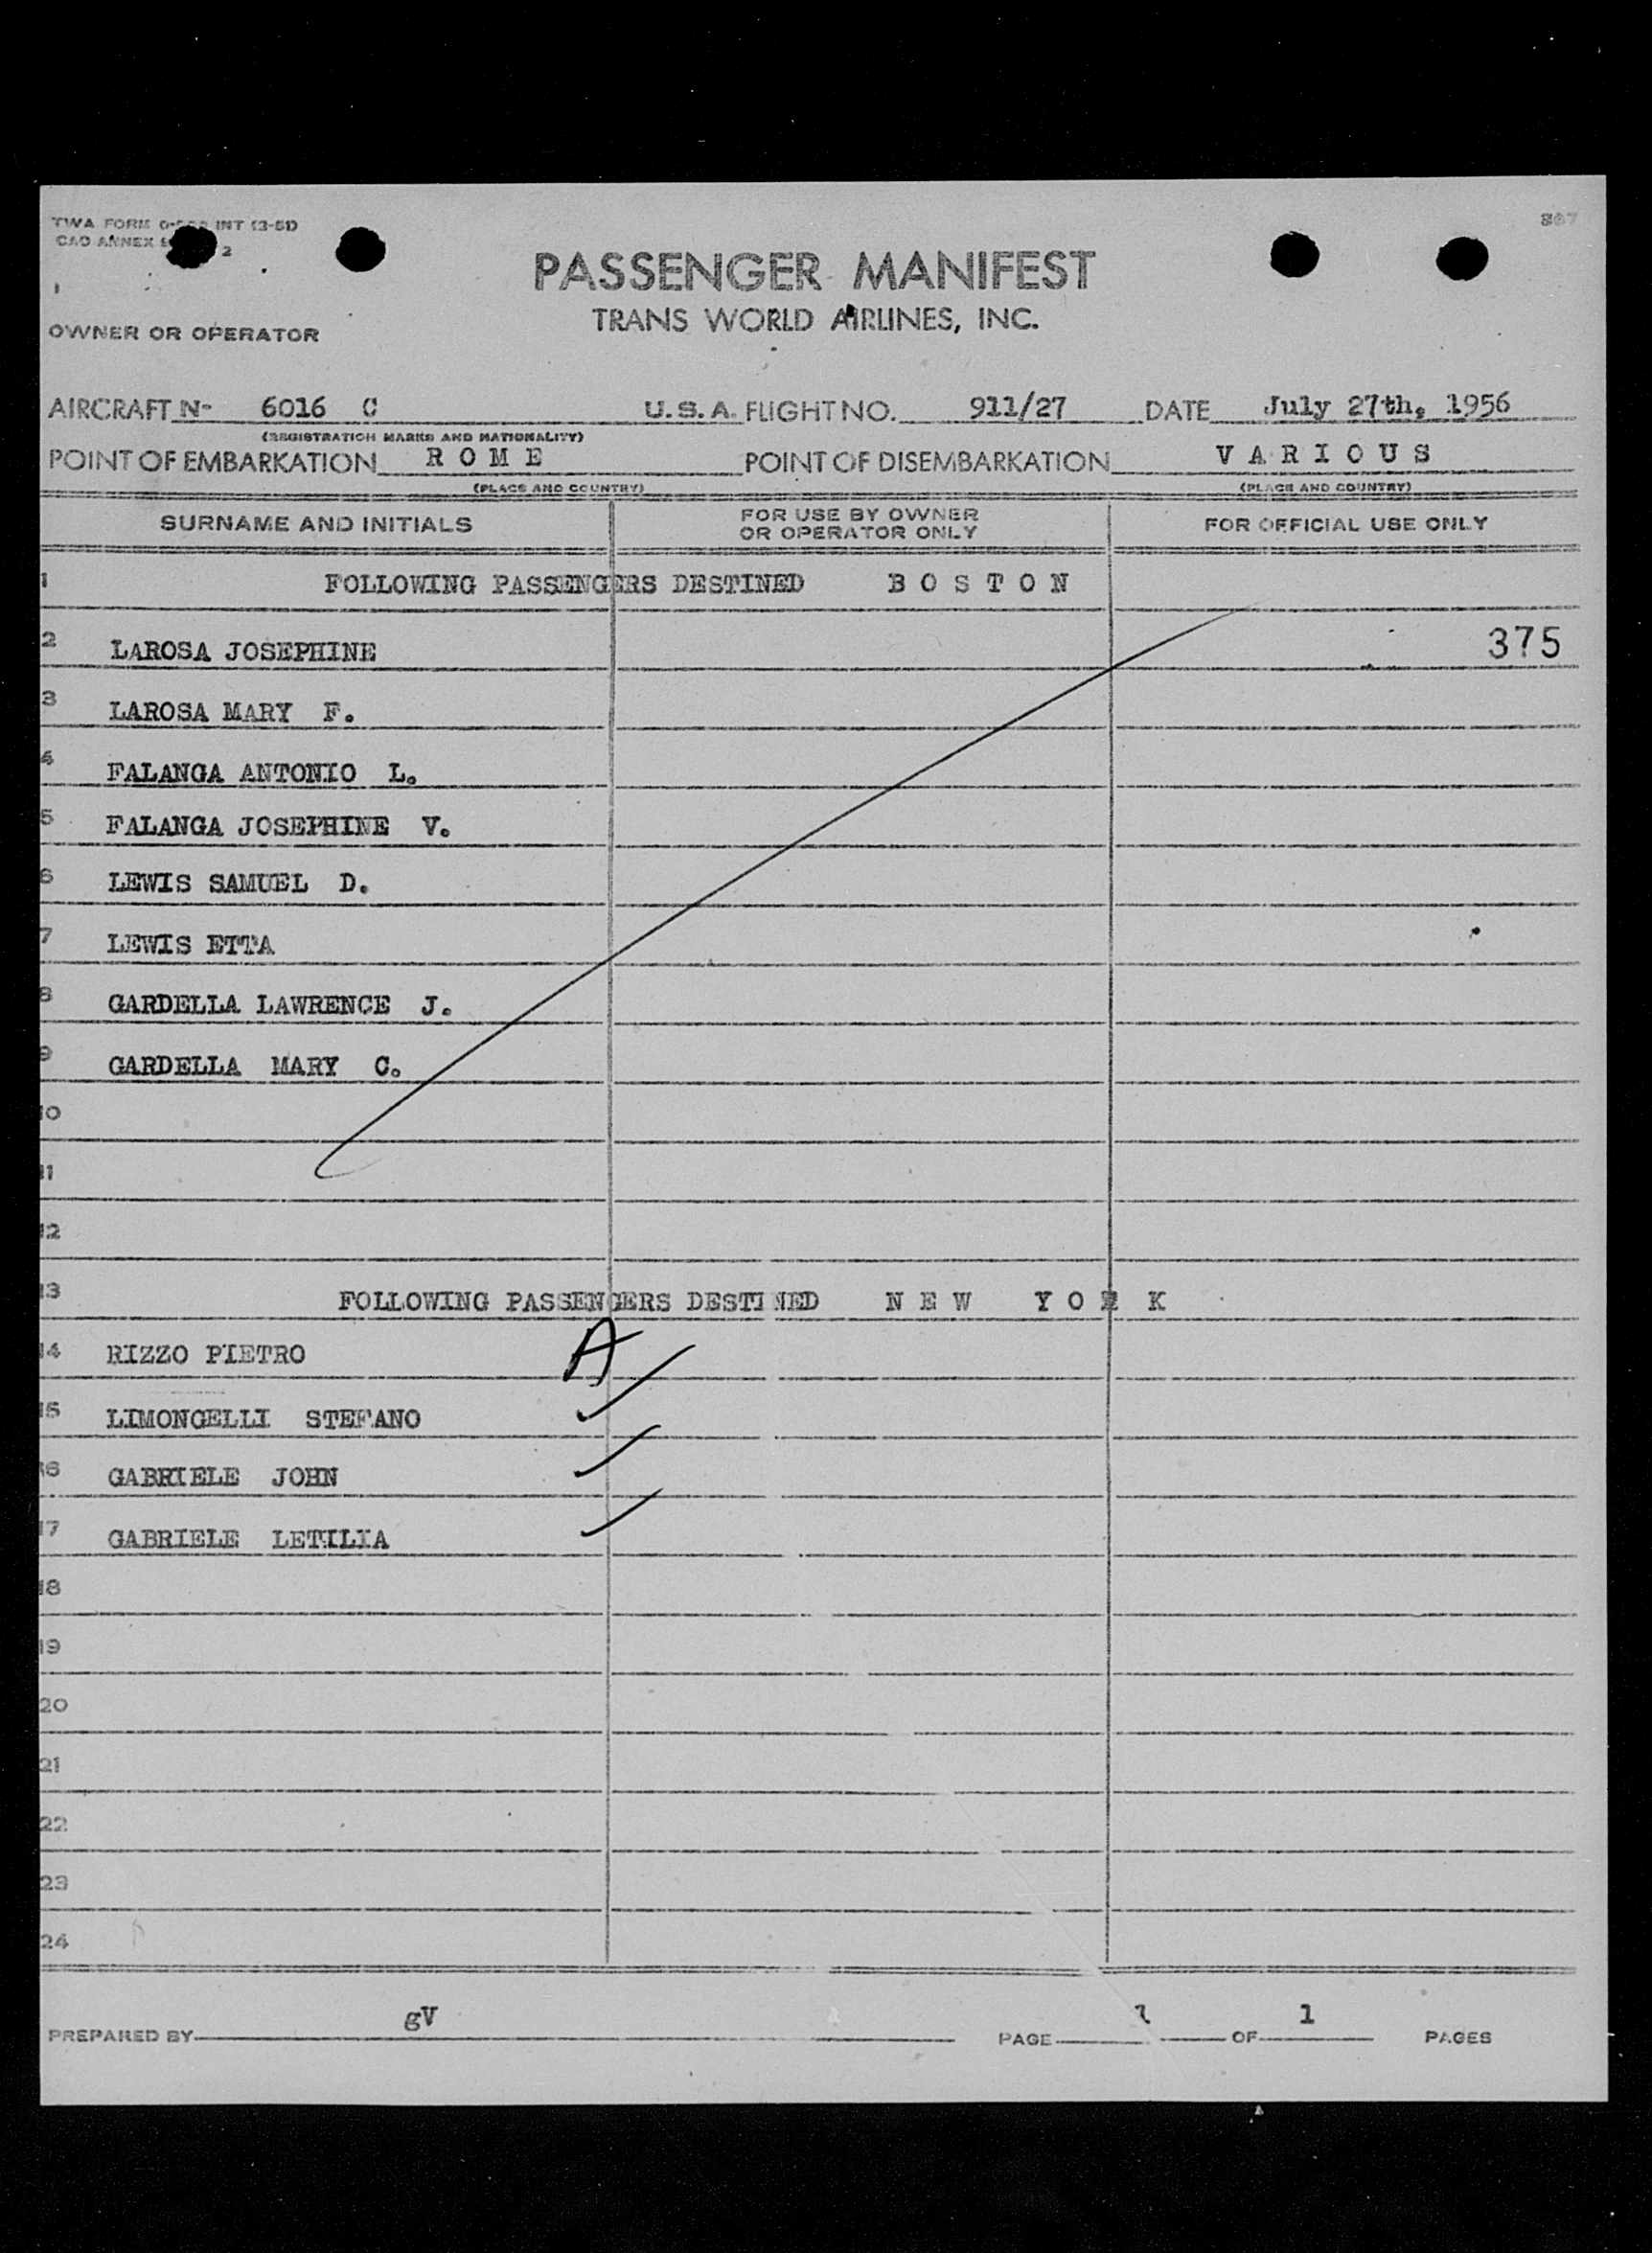 TWA FORM INT (3-51)
CAO ANNEX 2
867
PASSENGER MANIFEST
TRANS WORLD AIRLINES, INC.
OWNER OR OPERATOR
AIRCRAFT N- 6016 C U.S.A. FLIGHT NO. 911/27 DATE July 27th, 1956
(REGISTRATION MARKS AND NATIONALITY)
POINT OF EMBARKATION R O M E POINT OF DISEMBARKATION V A R I O U S
(PLACE AND COUNTRY) (PLACE AND COUNTRY)
SURNAME AND INITIALS FOR USE BY OWNER OR OPERATOR ONLY FOR OFFICIAL USE ONLY
1 FOLLOWING PASSENGERS DESTINED B O S T O N
2 LAROSA JOSEPHINE 375
3 LAROSA MARY F.
4 FALANGA ANTONIO L.
5 FALANGA JOSEPHINE V.
6 LEWIS SAMUEL D.
7 LEWIS ETTA
8 GARDELLA LAWRENCE J.
9 GARDELLA MARY C.
10
11
12
13 FOLLOWING PASSENGERS DESTINED N E W Y O R K
14 RIZZO PIETRO A
15 LIMONGELLI STEFANO
16 GABRIELE JOHN
17 GABRIELE LETILIA
18
19
20
21
22
23
24
PREPARED BY gV PAGE 1 OF 1 PAGES